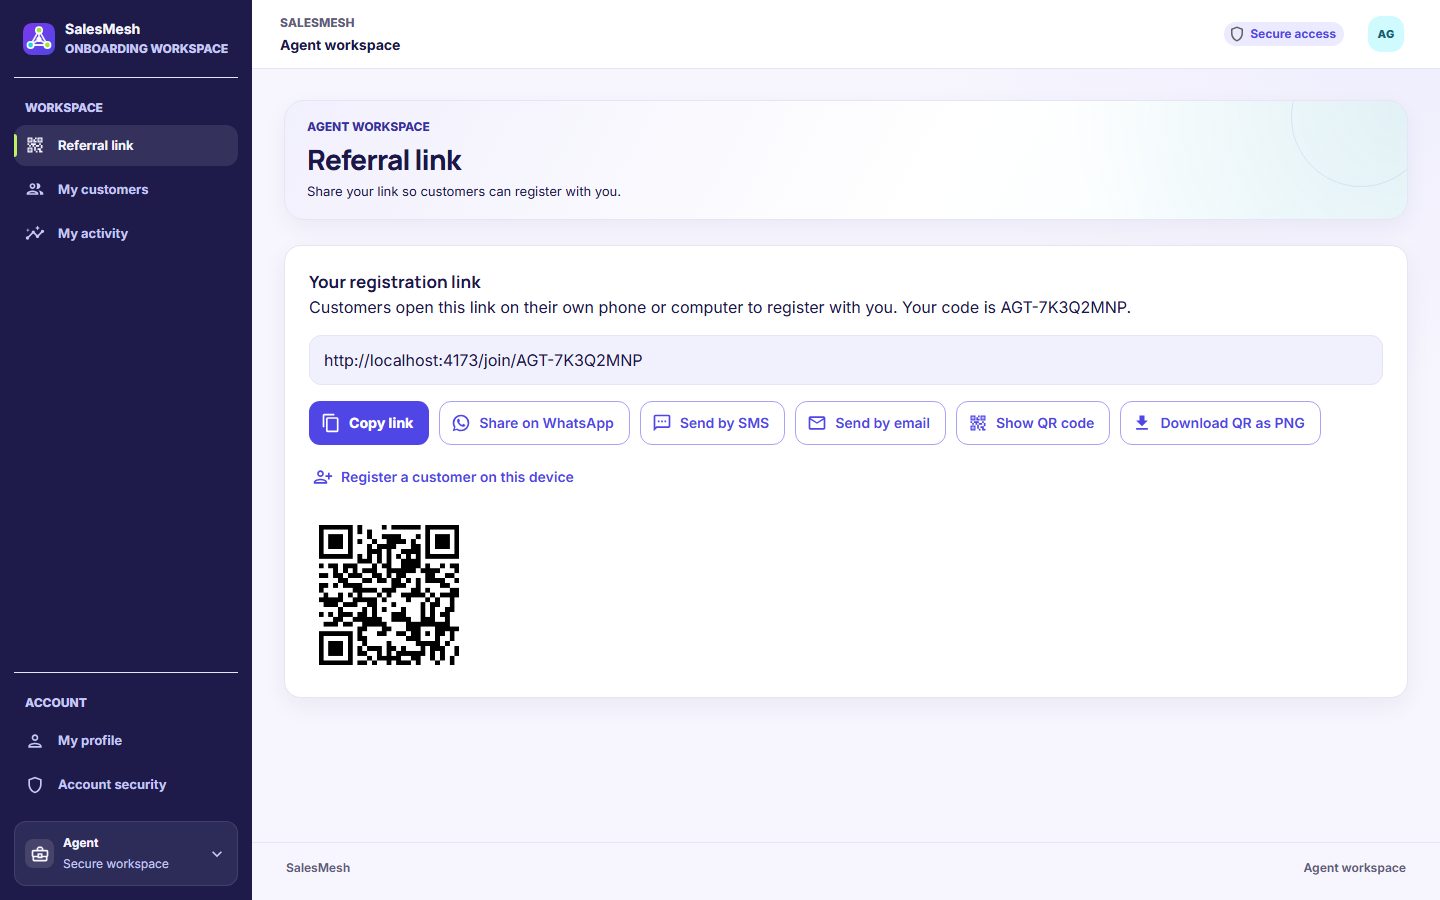 SalesMesh
ONBOARDING WORKSPACE
WORKSPACE
Referral link
My customers
My activity
ACCOUNT
My profile
Account security
Agent
Secure workspace
SALESMESH
Agent workspace
Secure access
AG
AGENT WORKSPACE
Referral link
Share your link so customers can register with you.
Your registration link
Customers open this link on their own phone or computer to register with you. Your code is AGT-7K3Q2MNP.
http://localhost:4173/join/AGT-7K3Q2MNP
Copy link
Share on WhatsApp
Send by SMS
Send by email
Show QR code
Download QR as PNG
Register a customer on this device
SalesMesh
Agent workspace